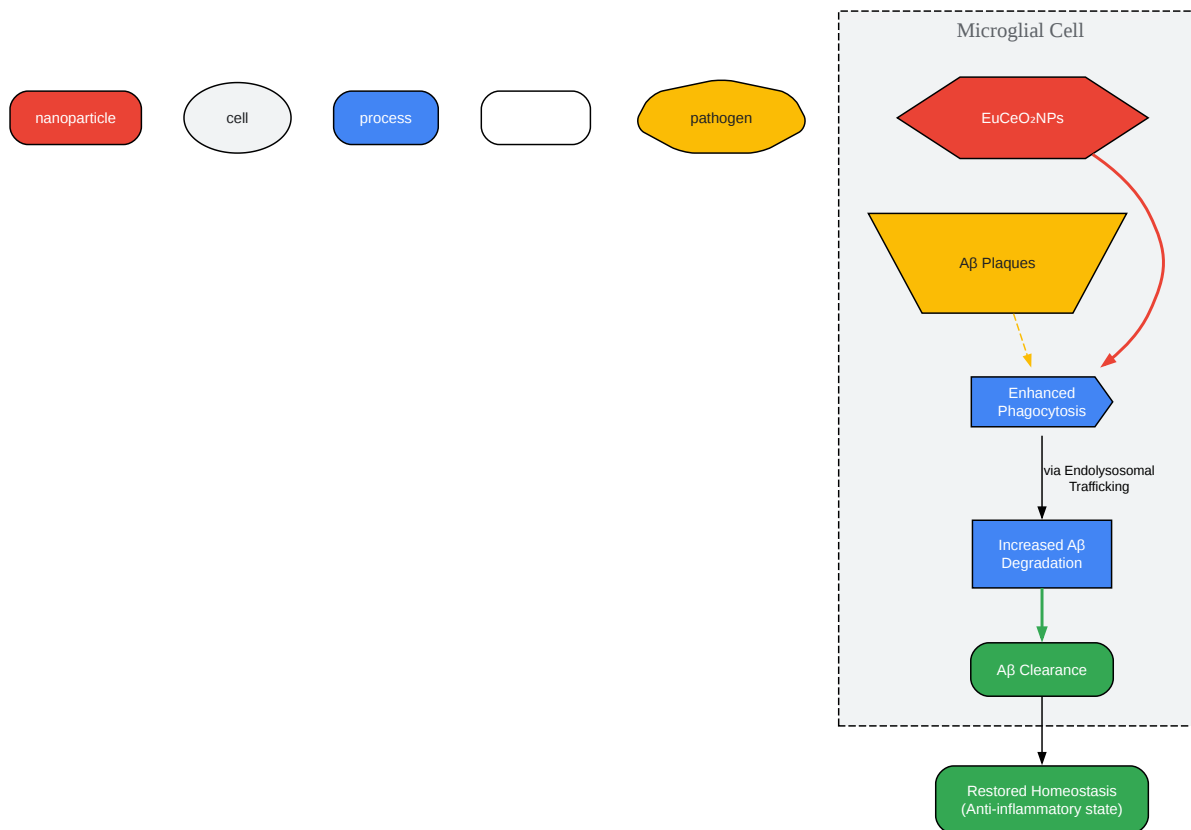 Microglial Cell
nanoparticle
cell
process
pathogen
EuCeO₂NPs
Aβ Plaques
Enhanced
Phagocytosis
via Endolysosomal
Trafficking
Increased Aβ
Degradation
Aβ Clearance
Restored Homeostasis
(Anti-inflammatory state)